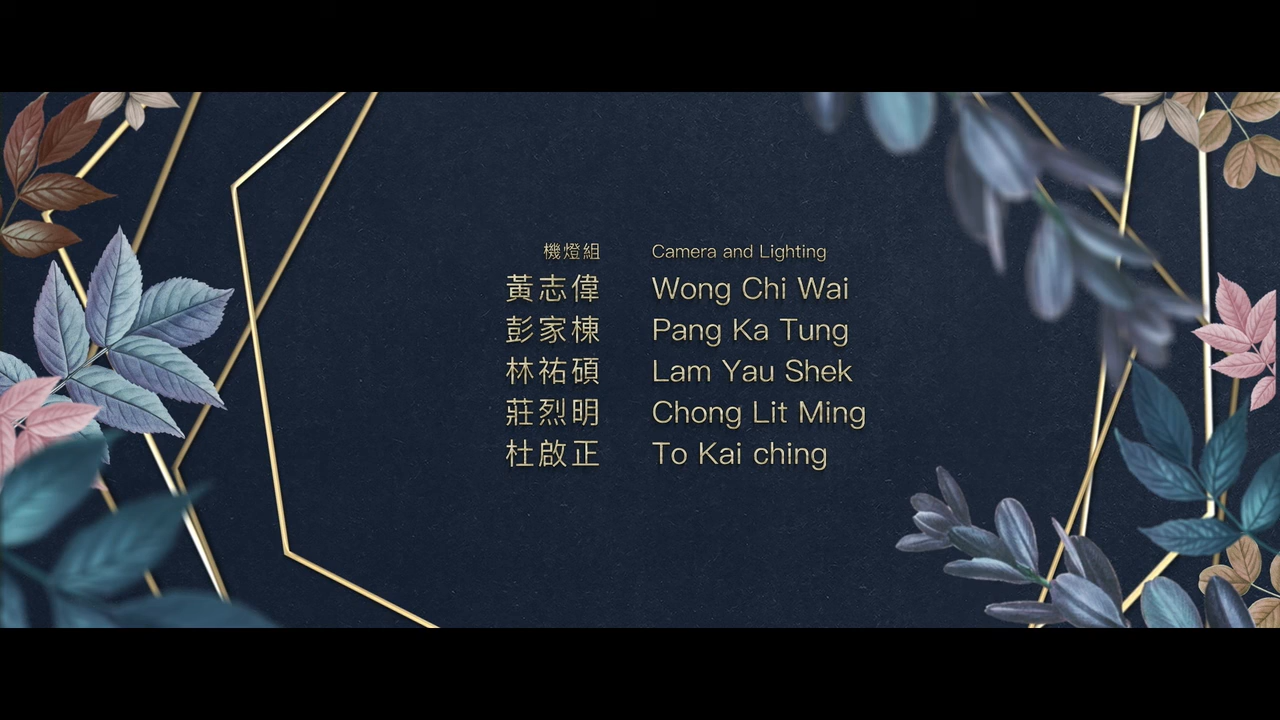 機燈組 Camera and Lighting
黃志偉 Wong Chi Wai
彭家棟 Pang Ka Tung
林祐碩 Lam Yau Shek
莊烈明 Chong Lit Ming
杜啟正 To Kai ching